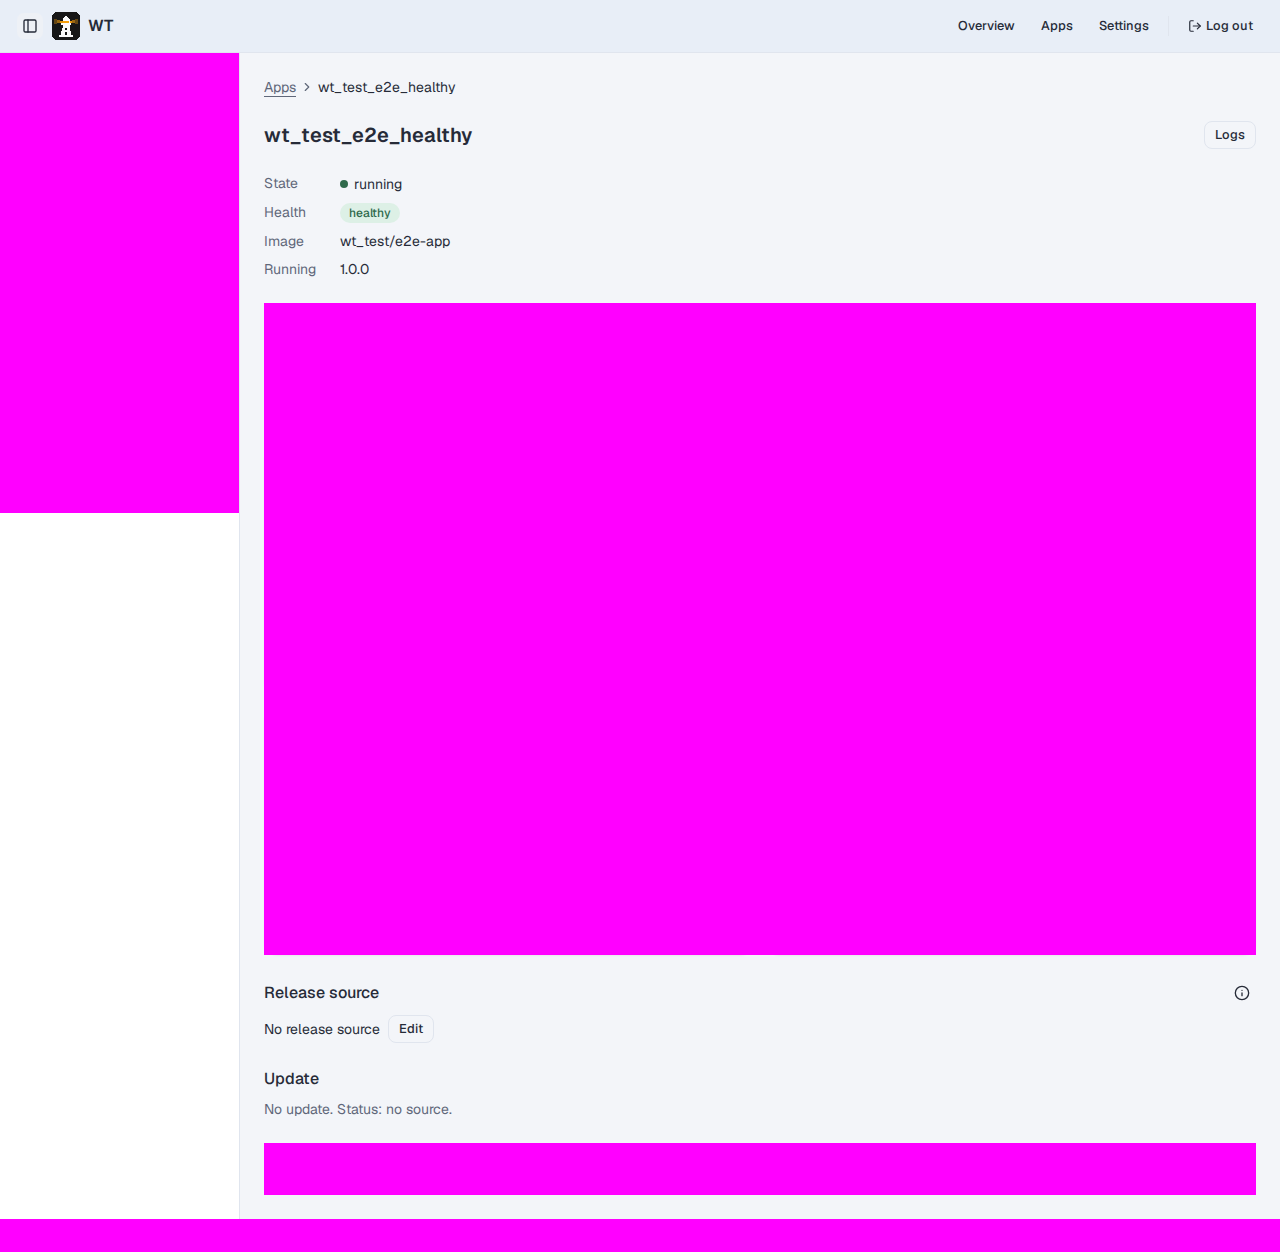 WT
Overview Apps Settings Log out
Apps > wt_test_e2e_healthy
wt_test_e2e_healthy
Logs
State running
Health healthy
Image wt_test/e2e-app
Running 1.0.0
Release source
No release source Edit
Update
No update. Status: no source.